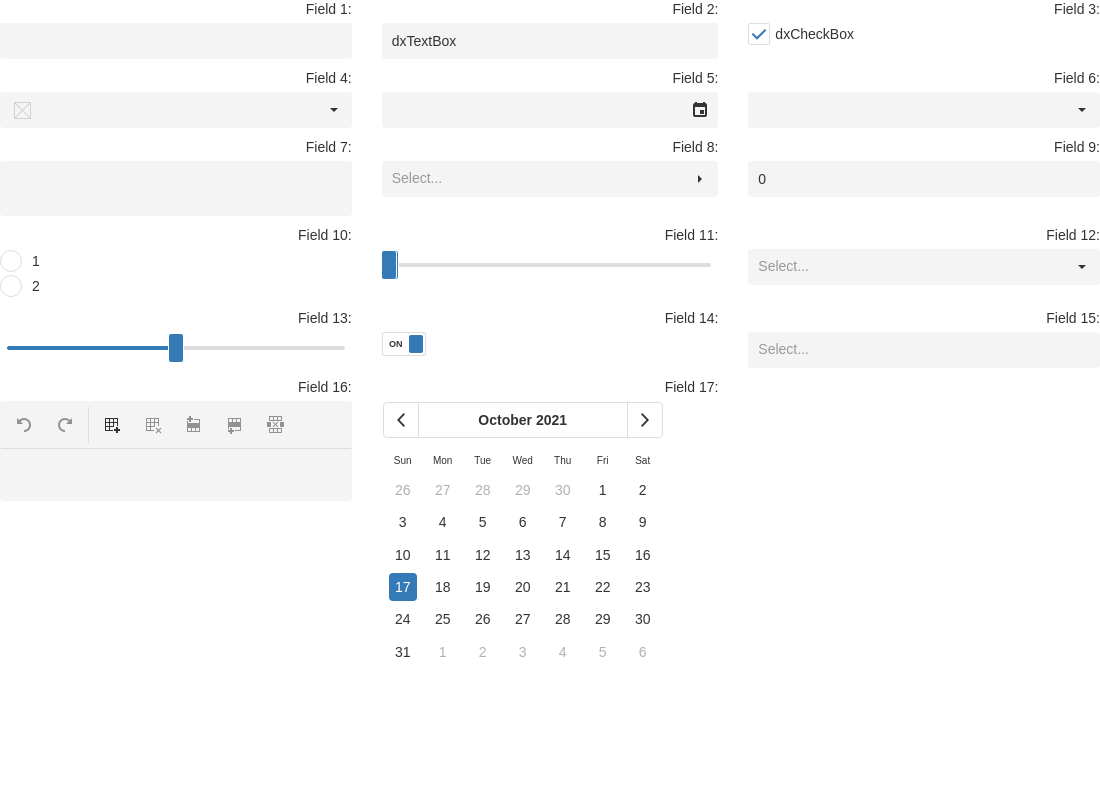 Field 1:
Field 2:
Field 3:
dxTextBox
dxCheckBox
Field 4:
Field 5:
Field 6:
Field 7:
Field 8:
Field 9:
Select...
0
Field 10:
Field 11:
Field 12:
1
2
Select...
Field 13:
Field 14:
Field 15:
ON
Select...
Field 16:
Field 17:
October 2021
Sun Mon Tue Wed Thu Fri Sat
26 27 28 29 30 1 2
3 4 5 6 7 8 9
10 11 12 13 14 15 16
17 18 19 20 21 22 23
24 25 26 27 28 29 30
31 1 2 3 4 5 6